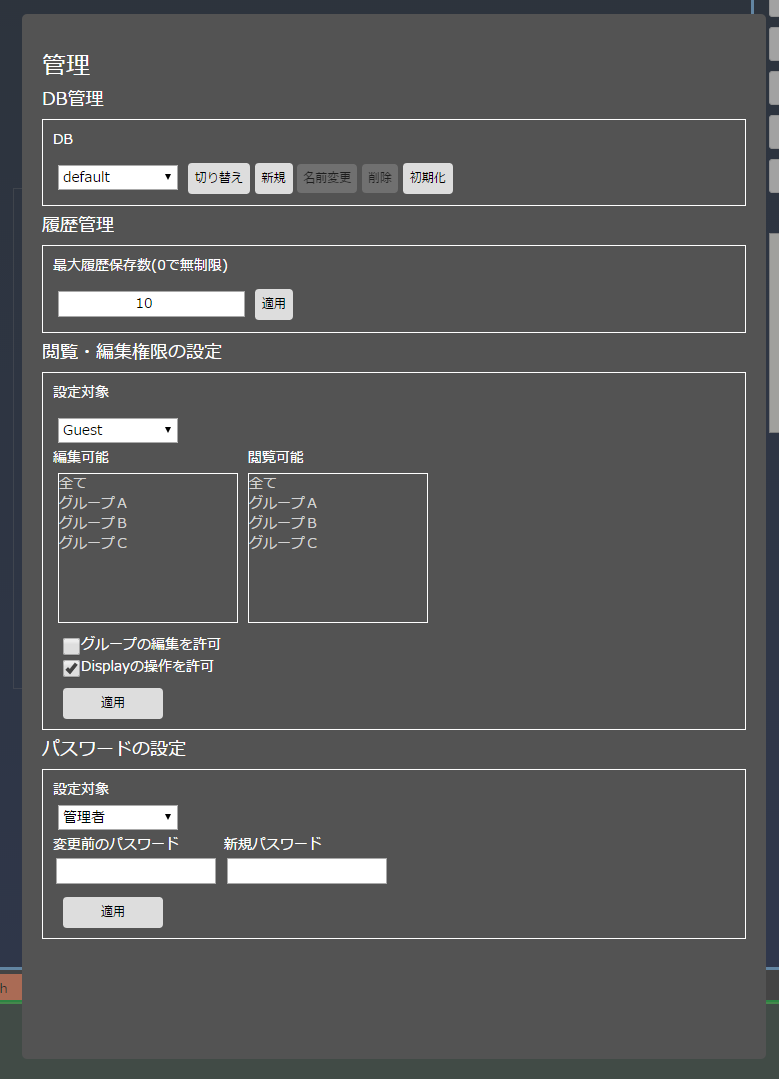 管理
DB管理
DB
default 切り替え 新規 名前変更 削除 初期化
履歴管理
最大履歴保存数(0で無制限)
10 適用
閲覧・編集権限の設定
設定対象
Guest
編集可能 閲覧可能
全て 全て
グループA グループA
グループB グループB
グループC グループC
グループの編集を許可
Displayの操作を許可
適用
パスワードの設定
設定対象
管理者
変更前のパスワード 新規パスワード
適用
h